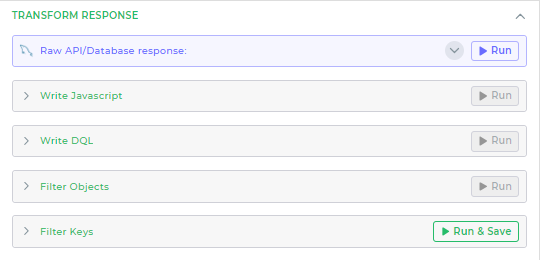 TRANSFORM RESPONSE
Raw API/Database response: Run
Write Javascript Run
Write DQL Run
Filter Objects Run
Filter Keys Run & Save